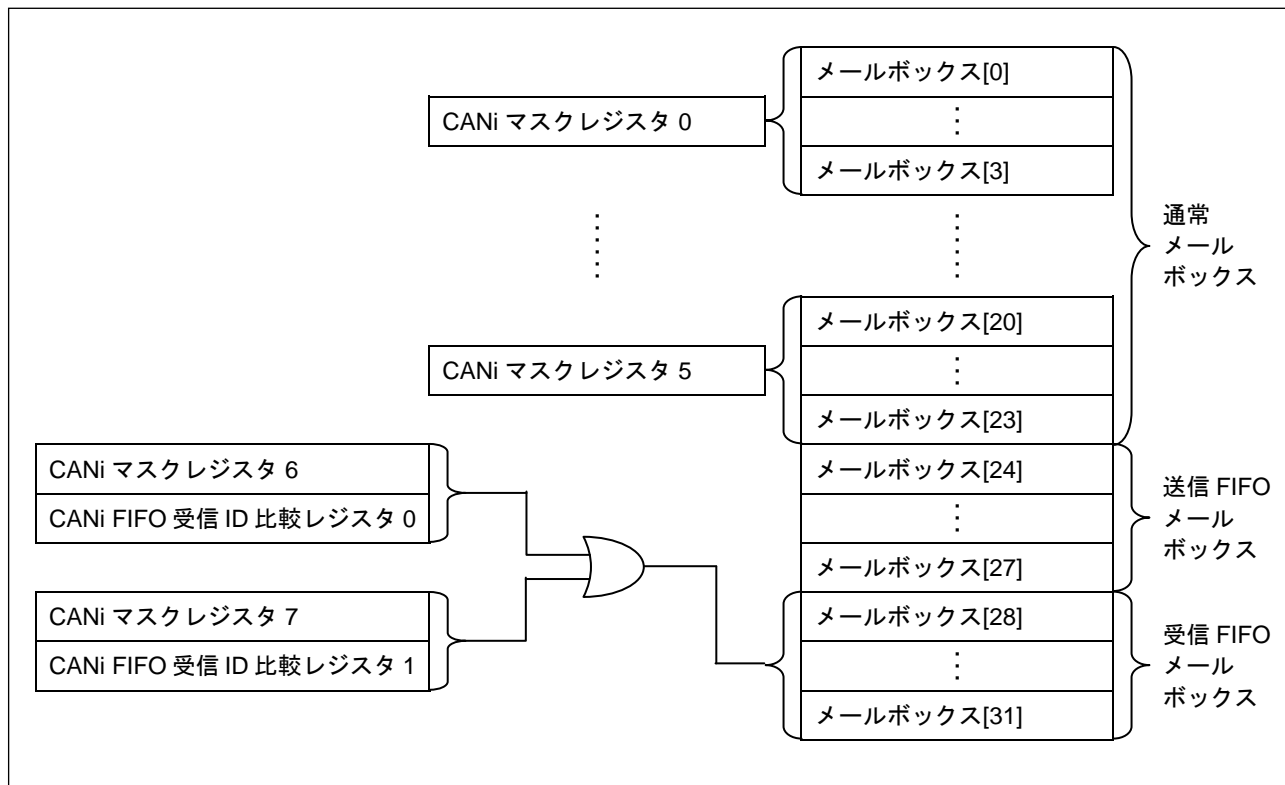 メールボックス[0]
CANi マスクレジスタ 0
メールボックス[3]
通常
メール
ボックス
メールボックス[20]
CANi マスクレジスタ 5
メールボックス[23]
CANi マスクレジスタ 6
メールボックス[24]
CANi FIFO 受信 ID 比較レジスタ 0
送信 FIFO
メール
ボックス
メールボックス[27]
CANi マスクレジスタ 7
メールボックス[28]
CANi FIFO 受信 ID 比較レジスタ 1
受信 FIFO
メール
ボックス
メールボックス[31]